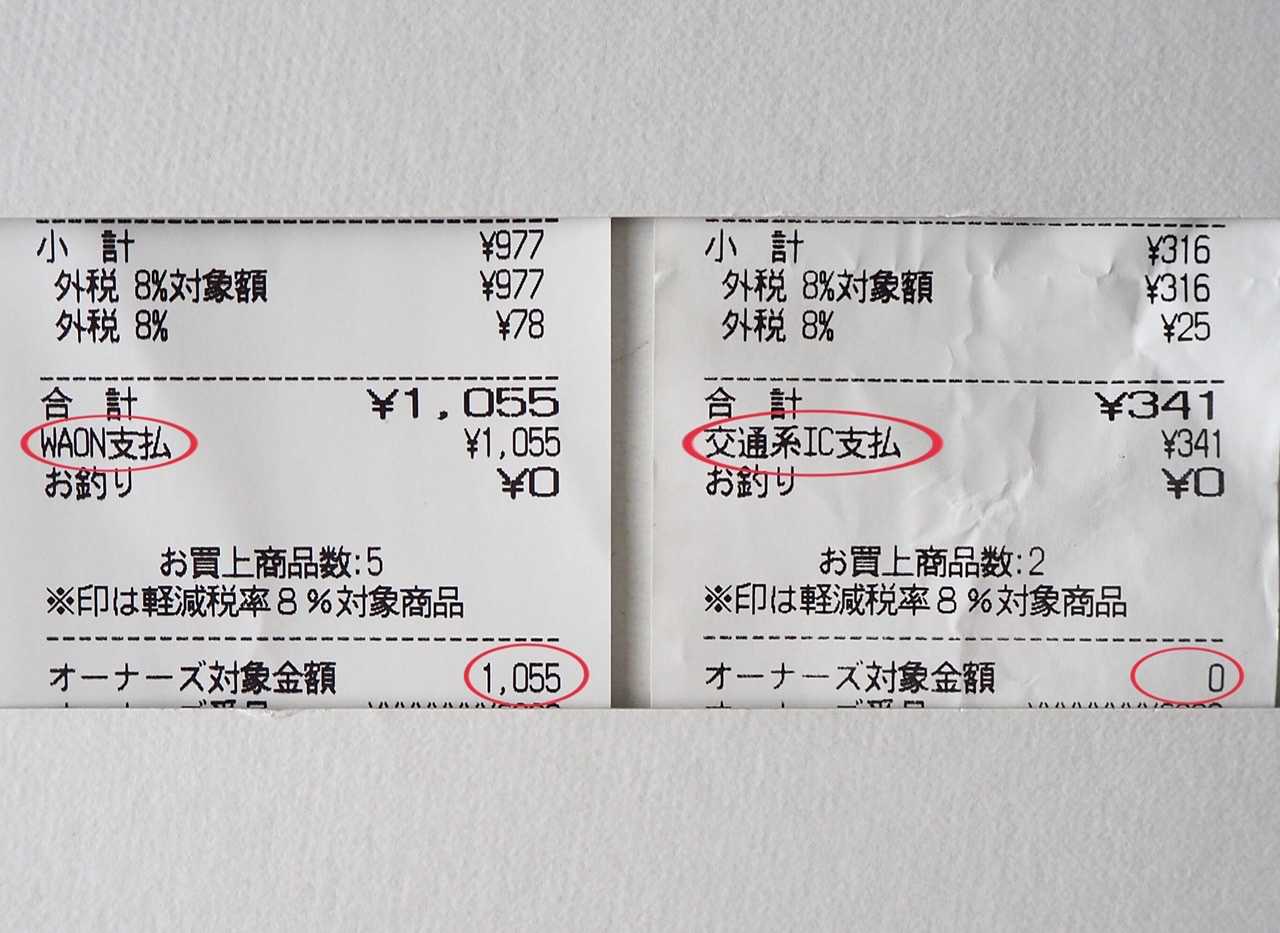 小 計 ¥977
外税 8%対象額 ¥977
外税 8% ¥78
合 計 ¥1,055
WAON支払 ¥1,055
お釣り ¥0
お買上商品数:5
※印は軽減税率8%対象商品
オーナーズ対象金額 1,055
小 計 ¥316
外税 8%対象額 ¥316
外税 8% ¥25
合 計 ¥341
交通系IC支払 ¥341
お釣り ¥0
お買上商品数:2
※印は軽減税率8%対象商品
オーナーズ対象金額 0